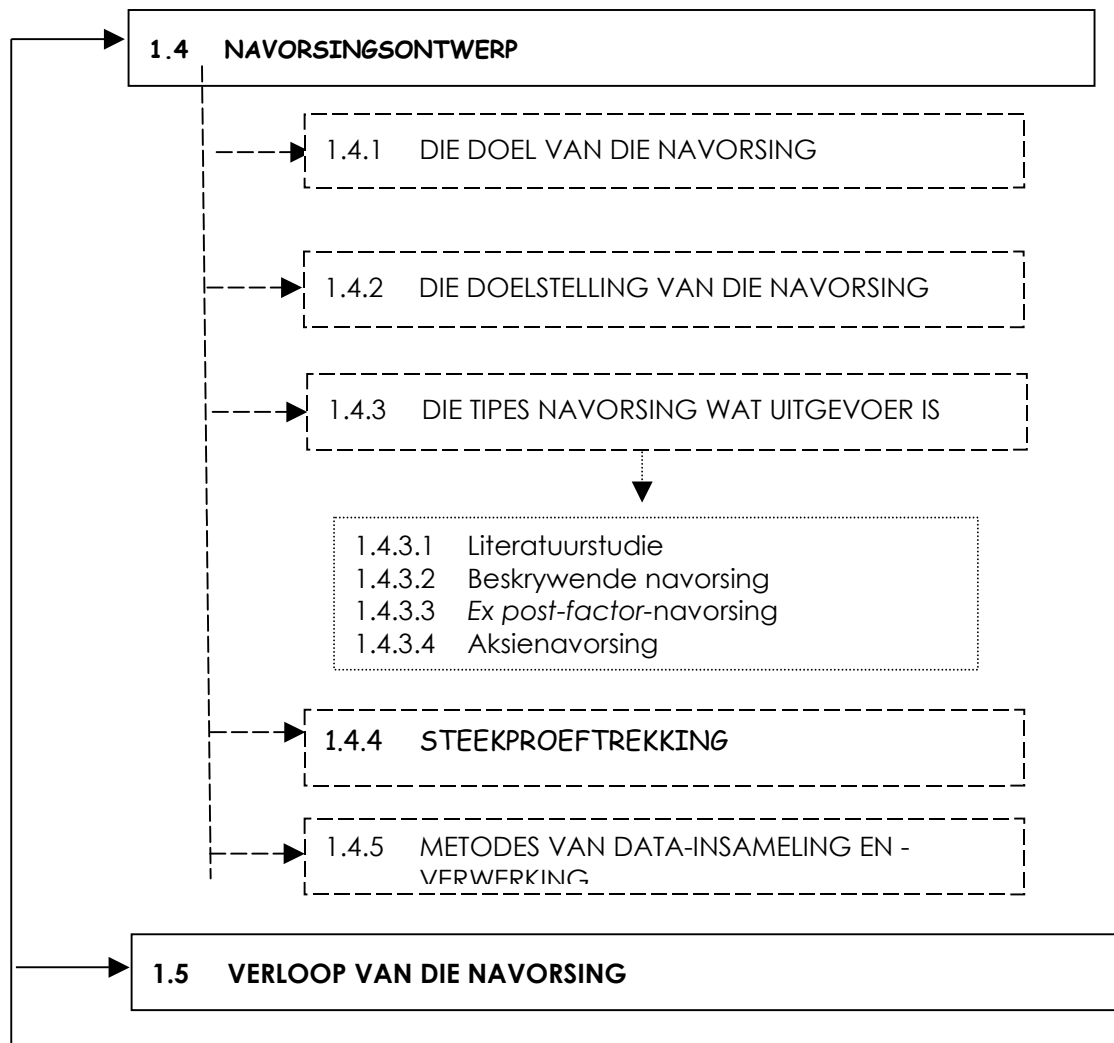 1.4 NAVORSINGSONTWERP
1.4.1 DIE DOEL VAN DIE NAVORSING
1.4.2 DIE DOELSTELLING VAN DIE NAVORSING
1.4.3 DIE TIPES NAVORSING WAT UITGEVOER IS
1.4.3.1 Literatuurstudie
1.4.3.2 Beskrywende navorsing
1.4.3.3 Ex post-factor-navorsing
1.4.3.4 Aksienavorsing
1.4.4 STEEKPROEFTREKKING
1.4.5 METODES VAN DATA-INSAMELING EN -
VERWERKING
1.5 VERLOOP VAN DIE NAVORSING